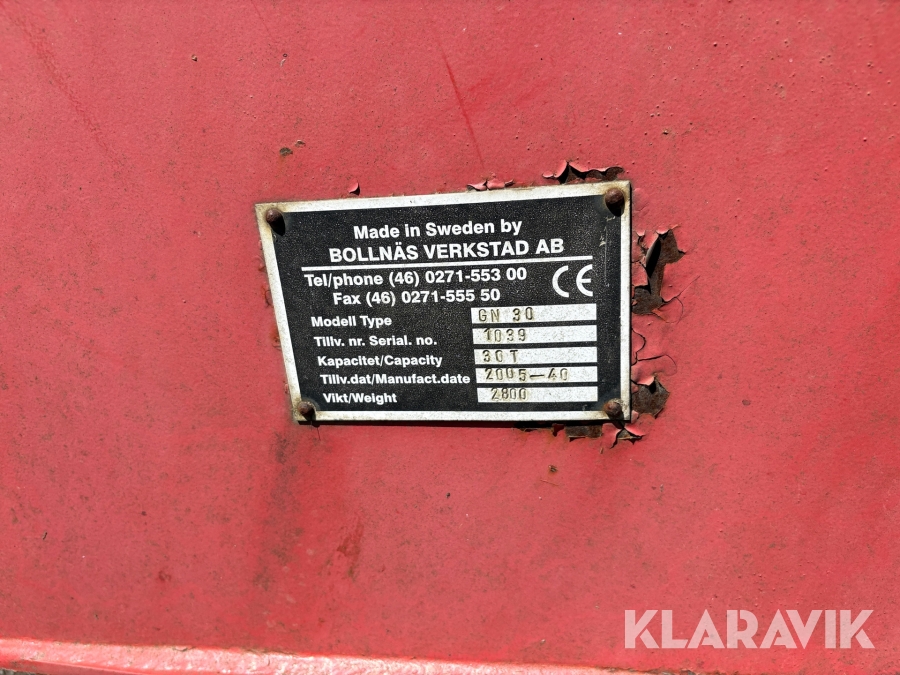 Made in Sweden by
BOLLNÄS VERKSTAD AB
Tel/phone (46) 0271-553 00
Fax (46) 0271-555 50
CE
Modell Type GN 30
Tillv. nr. Serial. no. 1039
Kapacitet/Capacity 30 T
Tillv.dat/Manufact.date 2005-40
Vikt/Weight 2800
KLARAVIK